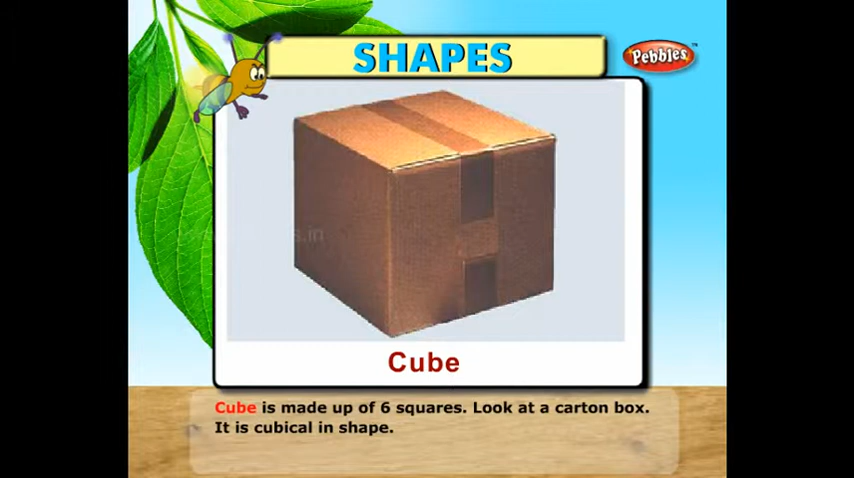 SHAPES
Pebbles
Cube
Cube is made up of 6 squares. Look at a carton box.
It is cubical in shape.